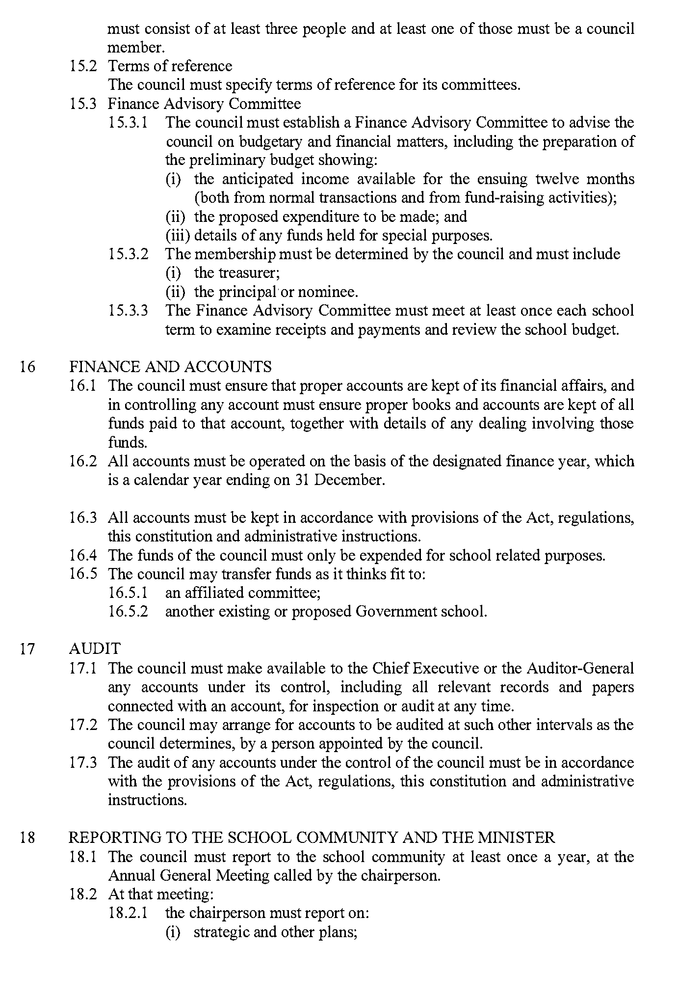 must consist of at least three people and at least one of those must be a council
member.
15.2 Terms of reference
The council must specify terms of reference for its committees.
15.3 Finance Advisory Committee
15.3.1 The council must establish a Finance Advisory Committee to advise the
council on budgetary and financial matters, including the preparation of
the preliminary budget showing:
(i) the anticipated income available for the ensuing twelve months
(both from normal transactions and from fund-raising activities);
(ii) the proposed expenditure to be made; and
(iii) details of any funds held for special purposes.
15.3.2 The membership must be determined by the council and must include
(i) the treasurer;
(ii) the principal or nominee.
15.3.3 The Finance Advisory Committee must meet at least once each school
term to examine receipts and payments and review the school budget.
16 FINANCE AND ACCOUNTS
16.1 The council must ensure that proper accounts are kept of its financial affairs, and
in controlling any account must ensure proper books and accounts are kept of all
funds paid to that account, together with details of any dealing involving those
funds.
16.2 All accounts must be operated on the basis of the designated finance year, which
is a calendar year ending on 31 December.
16.3 All accounts must be kept in accordance with provisions of the Act, regulations,
this constitution and administrative instructions.
16.4 The funds of the council must only be expended for school related purposes.
16.5 The council may transfer funds as it thinks fit to:
16.5.1 an affiliated committee;
16.5.2 another existing or proposed Government school.
17 AUDIT
17.1 The council must make available to the Chief Executive or the Auditor-General
any accounts under its control, including all relevant records and papers
connected with an account, for inspection or audit at any time.
17.2 The council may arrange for accounts to be audited at such other intervals as the
council determines, by a person appointed by the council.
17.3 The audit of any accounts under the control of the council must be in accordance
with the provisions of the Act, regulations, this constitution and administrative
instructions.
18 REPORTING TO THE SCHOOL COMMUNITY AND THE MINISTER
18.1 The council must report to the school community at least once a year, at the
Annual General Meeting called by the chairperson.
18.2 At that meeting:
18.2.1 the chairperson must report on:
(i) strategic and other plans;